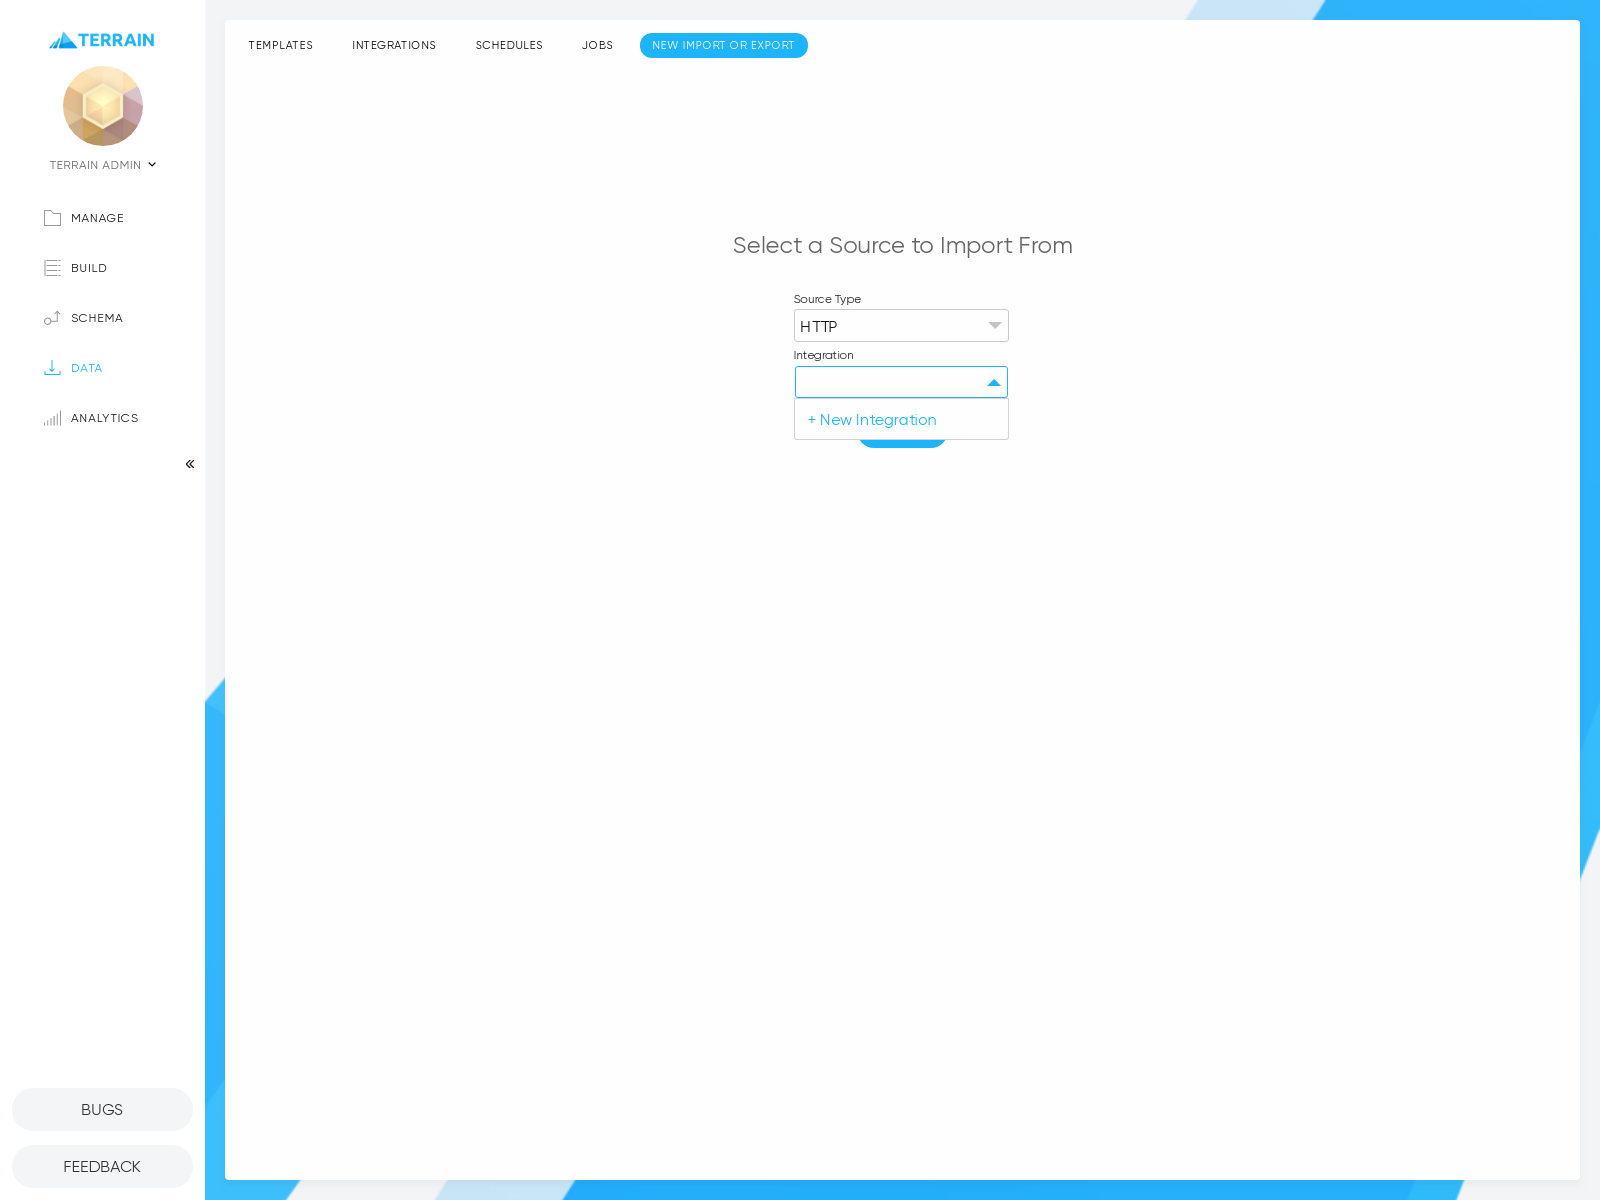 TERRAIN
TERRAIN ADMIN
MANAGE
BUILD
SCHEMA
DATA
ANALYTICS
BUGS
FEEDBACK
TEMPLATES INTEGRATIONS SCHEDULES JOBS NEW IMPORT OR EXPORT
Select a Source to Import From
Source Type
HTTP
Integration
+ New Integration